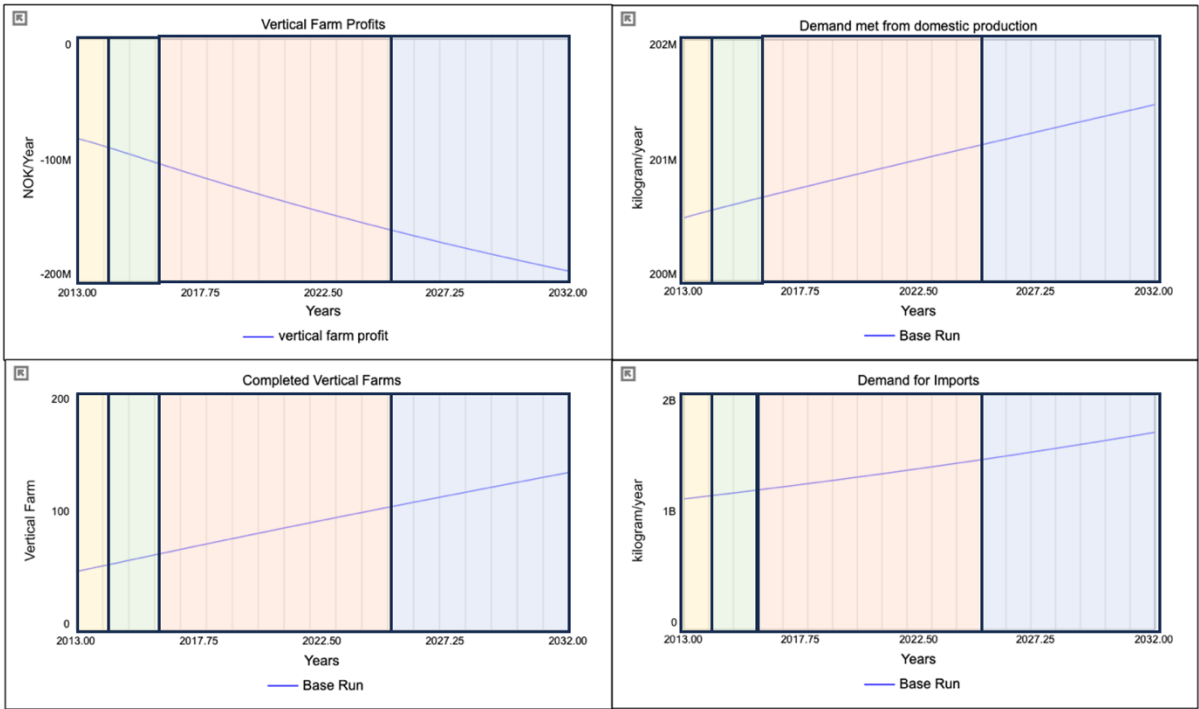 Vertical Farm Profits
0
-100M
-200M
NOK/Year
2013.00 2017.75 2022.50 2027.25 2032.00
Years
vertical farm profit
Demand met from domestic production
202M
201M
200M
kilogram/year
2013.00 2017.75 2022.50 2027.25 2032.00
Years
Base Run
Completed Vertical Farms
200
100
0
Vertical Farm
2013.00 2017.75 2022.50 2027.25 2032.00
Years
Base Run
Demand for Imports
2B
1B
0
kilogram/year
2013.00 2017.75 2022.50 2027.25 2032.00
Years
Base Run